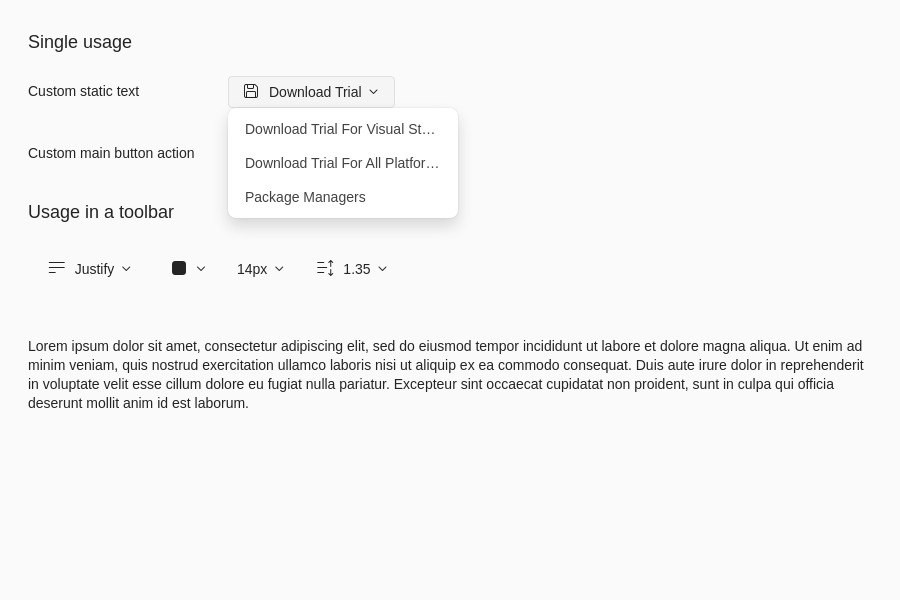 Single usage
Custom static text
Download Trial
Download Trial For Visual St…
Custom main button action
Download Trial For All Platfor…
Package Managers
Usage in a toolbar
Justify
14px
1.35
Lorem ipsum dolor sit amet, consectetur adipiscing elit, sed do eiusmod tempor incididunt ut labore et dolore magna aliqua. Ut enim ad
minim veniam, quis nostrud exercitation ullamco laboris nisi ut aliquip ex ea commodo consequat. Duis aute irure dolor in reprehenderit
in voluptate velit esse cillum dolore eu fugiat nulla pariatur. Excepteur sint occaecat cupidatat non proident, sunt in culpa qui officia
deserunt mollit anim id est laborum.